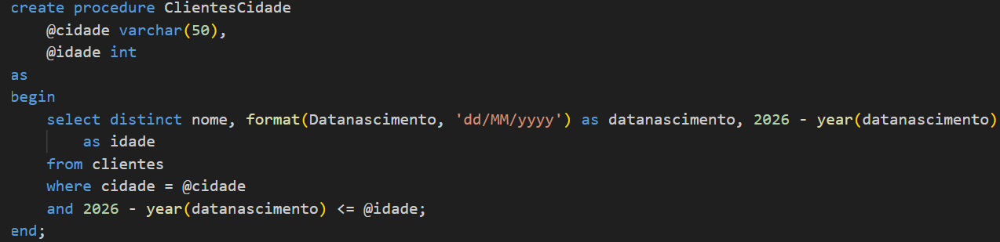 create procedure ClientesCidade
@cidade varchar(50),
@idade int
as
begin
select distinct nome, format(Datanascimento, 'dd/MM/yyyy') as datanascimento, 2026 - year(datanascimento)
as idade
from clientes
where cidade = @cidade
and 2026 - year(datanascimento) <= @idade;
end;